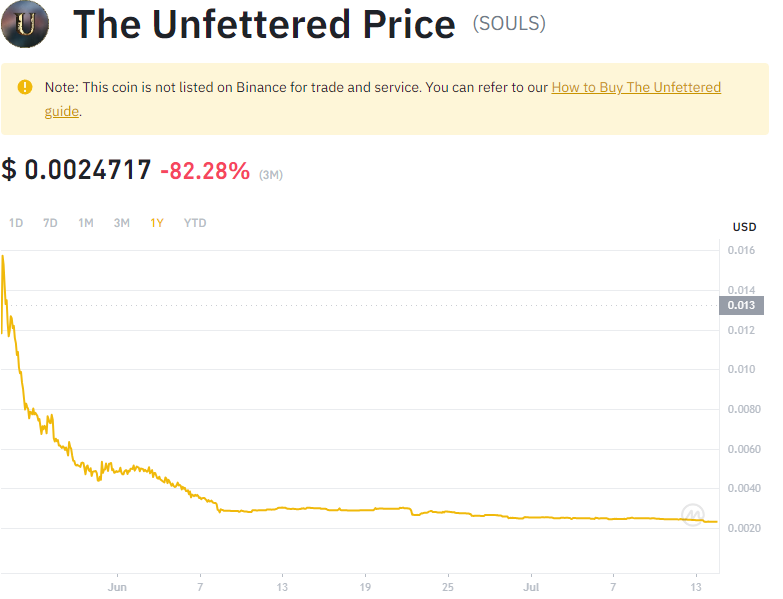 U
The Unfettered Price (SOULS)
Note: This coin is not listed on Binance for trade and service. You can refer to our How to Buy The Unfettered
guide.
$ 0.0024717 -82.28% (3M)
1D 7D 1M 3M 1Y YTD
USD
0.016
0.014
0.013
0.012
0.010
0.0080
0.0060
0.0040
0.0020
Jun 7 13 19 25 Jul 7 13